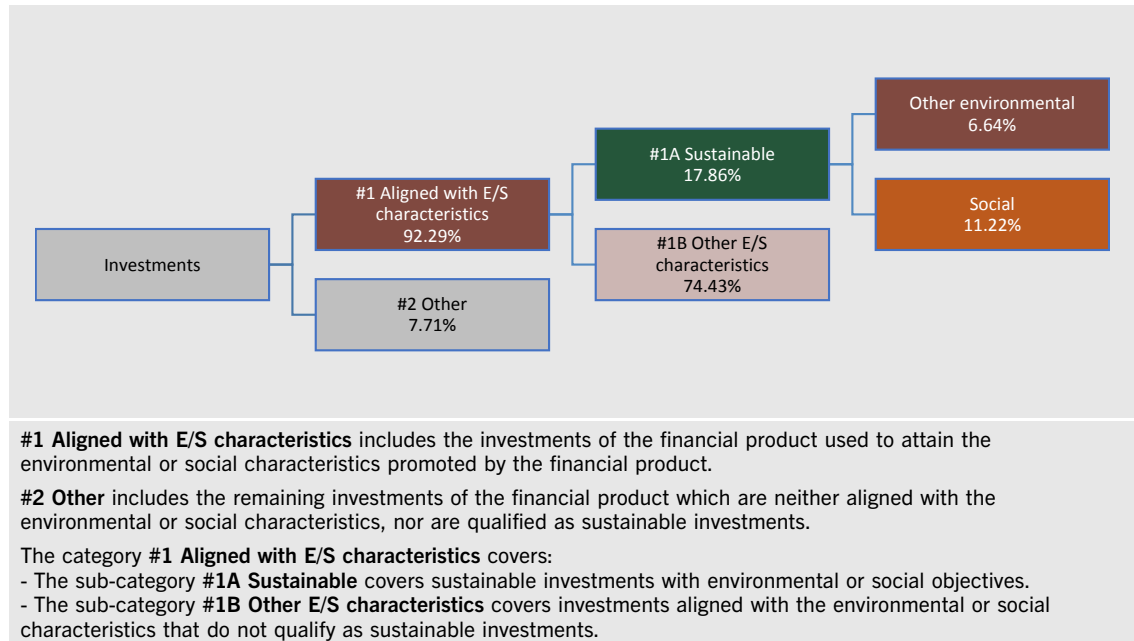 Other environmental
6.64%
#1A Sustainable
17.86%
#1 Aligned with E/S
characteristics
92.29%
Social
11.22%
Investments
#1B Other E/S
characteristics
74.43%
#2 Other
7.71%
#1 Aligned with E/S characteristics includes the investments of the financial product used to attain the
environmental or social characteristics promoted by the financial product.
#2 Other includes the remaining investments of the financial product which are neither aligned with the
environmental or social characteristics, nor are qualified as sustainable investments.
The category #1 Aligned with E/S characteristics covers:
- The sub-category #1A Sustainable covers sustainable investments with environmental or social objectives.
- The sub-category #1B Other E/S characteristics covers investments aligned with the environmental or social
characteristics that do not qualify as sustainable investments.